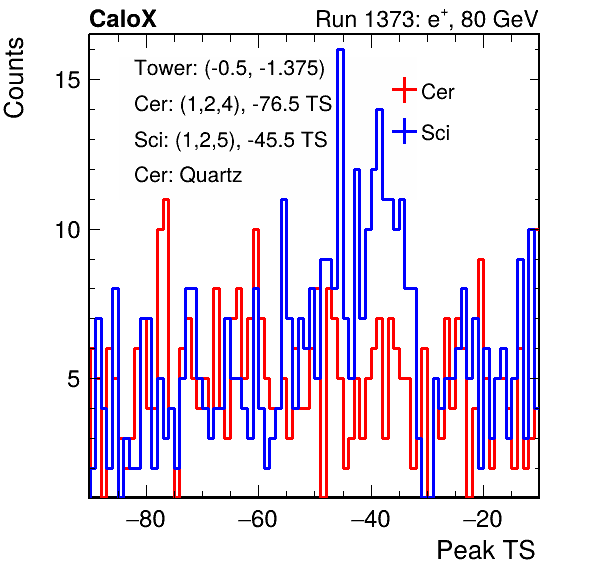 CaloX Run 1373: e⁺, 80 GeV
Counts
15
10
5
Tower: (-0.5, -1.375)
Cer: (1,2,4), -76.5 TS
Sci: (1,2,5), -45.5 TS
Cer: Quartz
Cer
Sci
−80 −60 −40 −20
Peak TS